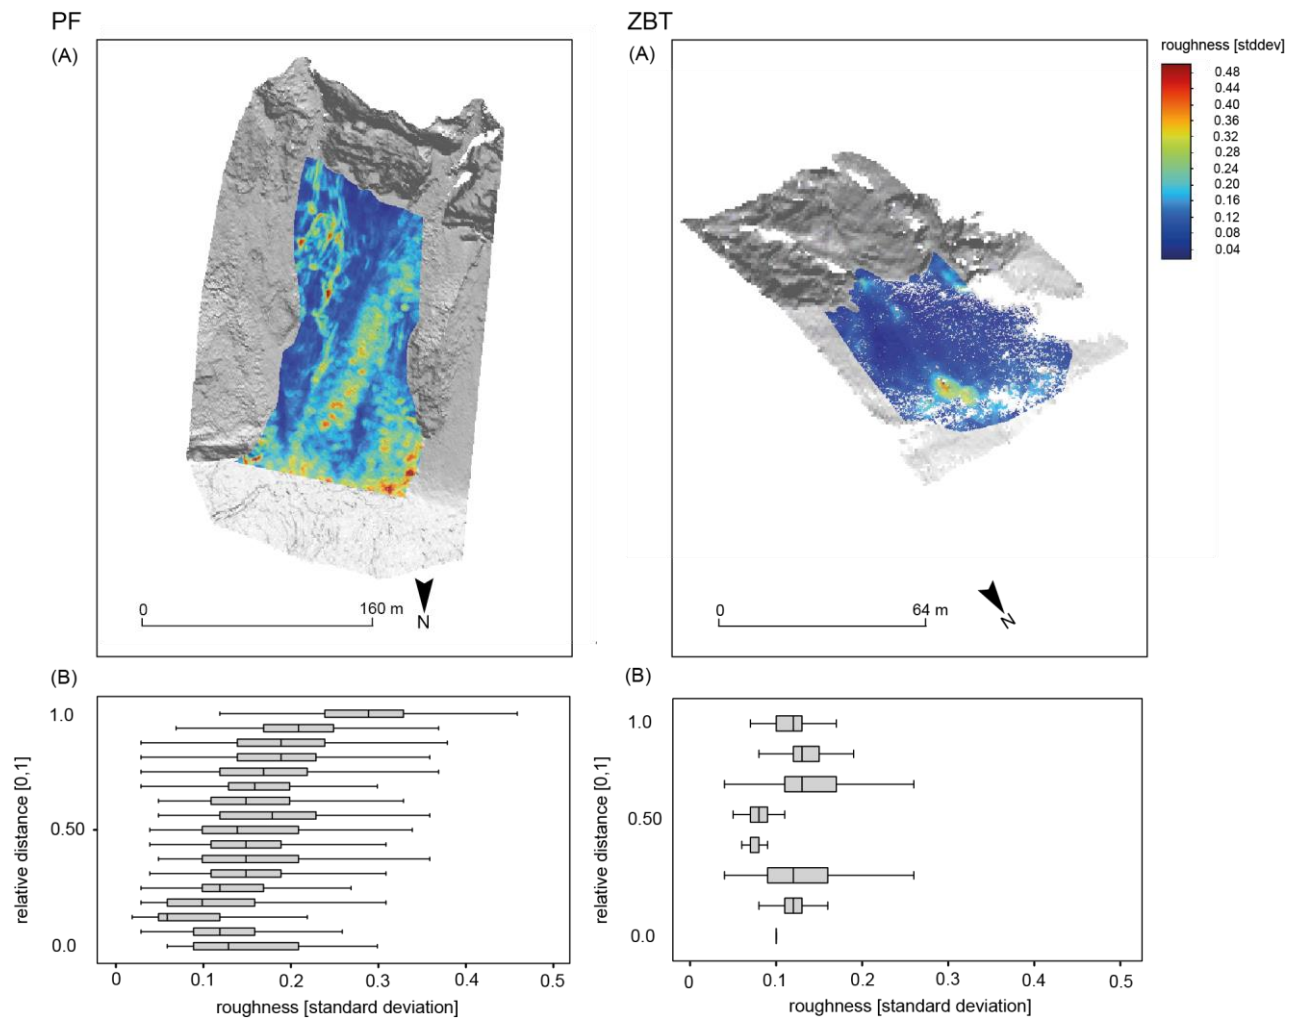 PF
ZBT
(A)
(A)
roughness [stddev]
0.48
0.44
0.40
0.36
0.32
0.28
0.24
0.20
0.16
0.12
0.08
0.04
0
160 m
N
0
64 m
N
(B)
(B)
1.0
0.50
0.0
relative distance [0,1]
0
0.1
0.2
0.3
0.4
0.5
roughness [standard deviation]
1.0
0.50
0.0
relative distance [0,1]
0
0.1
0.2
0.3
0.4
0.5
roughness [standard deviation]